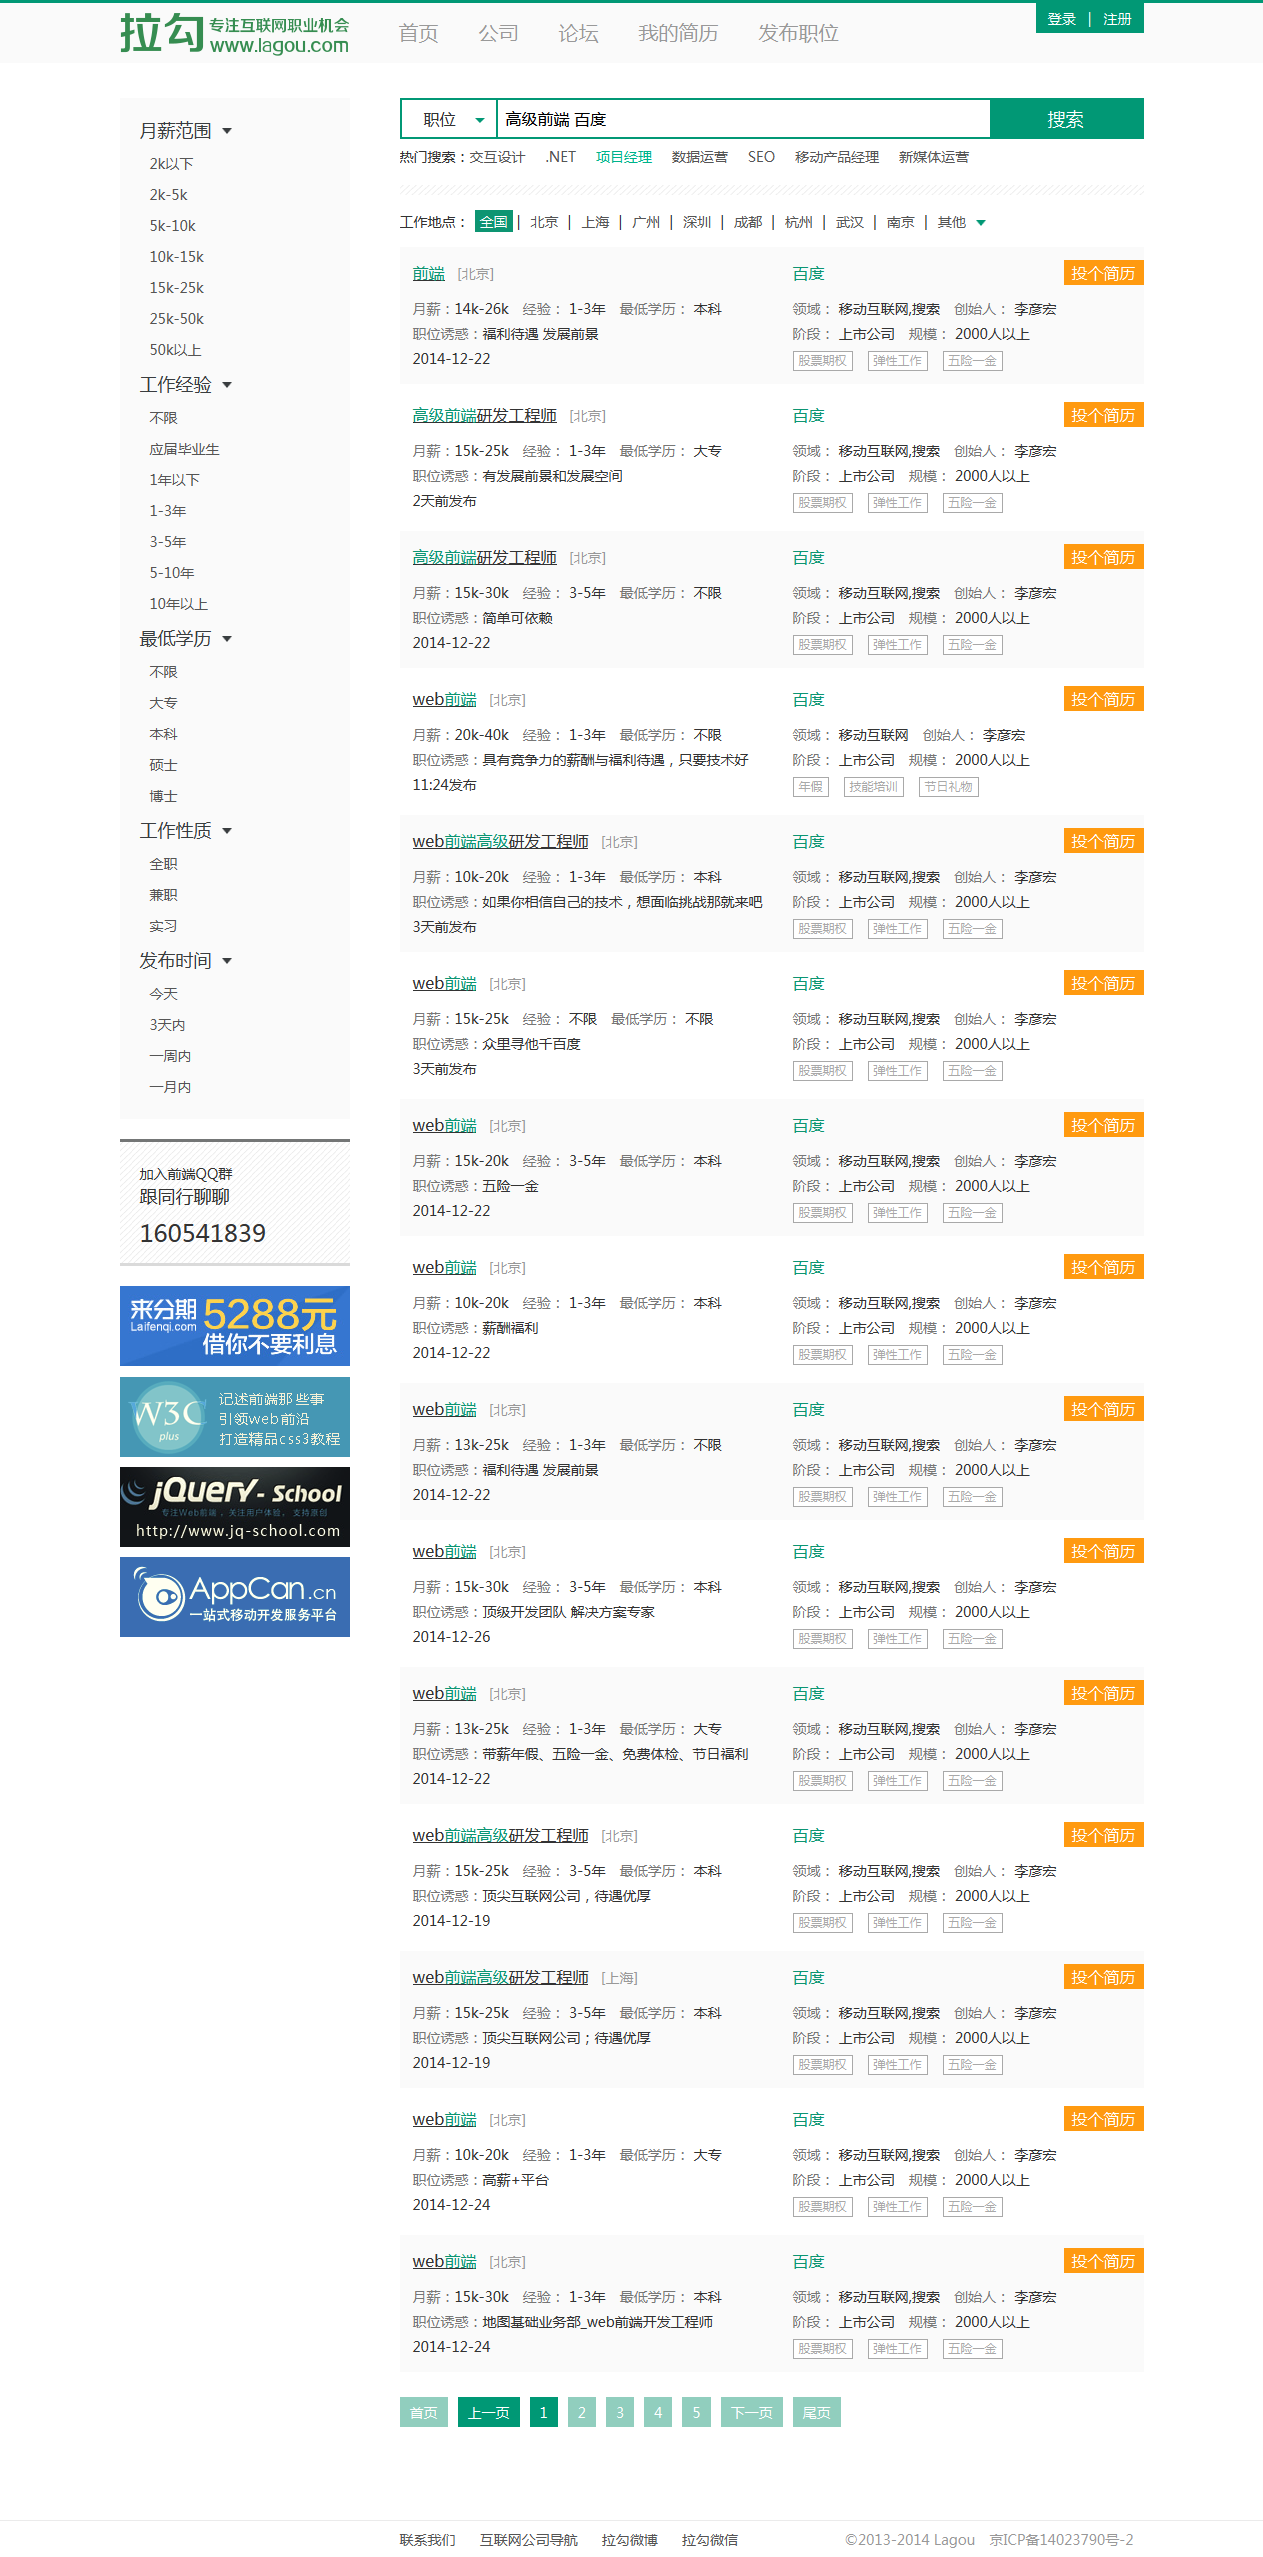 拉勾 专注互联网职业机会
www.lagou.com
首页 公司 论坛 我的简历 发布职位
登录 | 注册
月薪范围
2k以下
2k-5k
5k-10k
10k-15k
15k-25k
25k-50k
50k以上
工作经验
不限
应届毕业生
1年以下
1-3年
3-5年
5-10年
10年以上
最低学历
不限
大专
本科
硕士
博士
工作性质
全职
兼职
实习
发布时间
今天
3天内
一周内
一月内
加入前端QQ群
跟同行聊聊
160541839
来分期 5288元
Laifenqi.com
借你不要利息
W3C plus
记述前端那些事
引领web前沿
打造精品css3教程
jQuery- School
专注Web前端，关注用户体验，支持原创
http://www.jq-school.com
AppCan.cn
一站式移动开发服务平台
职位 高级前端 百度 搜索
热门搜索：交互设计 .NET 项目经理 数据运营 SEO 移动产品经理 新媒体运营
工作地点： 全国 | 北京 | 上海 | 广州 | 深圳 | 成都 | 杭州 | 武汉 | 南京 | 其他
前端 [北京] 百度 投个简历
月薪：14k-26k 经验： 1-3年 最低学历： 本科 领域： 移动互联网,搜索 创始人： 李彦宏
职位诱惑：福利待遇 发展前景 阶段： 上市公司 规模： 2000人以上
2014-12-22 股票期权 弹性工作 五险一金
高级前端研发工程师 [北京] 百度 投个简历
月薪：15k-25k 经验： 1-3年 最低学历： 大专 领域： 移动互联网,搜索 创始人： 李彦宏
职位诱惑：有发展前景和发展空间 阶段： 上市公司 规模： 2000人以上
2天前发布 股票期权 弹性工作 五险一金
高级前端研发工程师 [北京] 百度 投个简历
月薪：15k-30k 经验： 3-5年 最低学历： 不限 领域： 移动互联网,搜索 创始人： 李彦宏
职位诱惑：简单可依赖 阶段： 上市公司 规模： 2000人以上
2014-12-22 股票期权 弹性工作 五险一金
web前端 [北京] 百度 投个简历
月薪：20k-40k 经验： 1-3年 最低学历： 不限 领域： 移动互联网 创始人： 李彦宏
职位诱惑：具有竞争力的薪酬与福利待遇，只要技术好 阶段： 上市公司 规模： 2000人以上
11:24发布 年假 技能培训 节日礼物
web前端高级研发工程师 [北京] 百度 投个简历
月薪：10k-20k 经验： 1-3年 最低学历： 本科 领域： 移动互联网,搜索 创始人： 李彦宏
职位诱惑：如果你相信自己的技术，想面临挑战那就来吧 阶段： 上市公司 规模： 2000人以上
3天前发布 股票期权 弹性工作 五险一金
web前端 [北京] 百度 投个简历
月薪：15k-25k 经验： 不限 最低学历： 不限 领域： 移动互联网,搜索 创始人： 李彦宏
职位诱惑：众里寻他千百度 阶段： 上市公司 规模： 2000人以上
3天前发布 股票期权 弹性工作 五险一金
web前端 [北京] 百度 投个简历
月薪：15k-20k 经验： 3-5年 最低学历： 本科 领域： 移动互联网,搜索 创始人： 李彦宏
职位诱惑：五险一金 阶段： 上市公司 规模： 2000人以上
2014-12-22 股票期权 弹性工作 五险一金
web前端 [北京] 百度 投个简历
月薪：10k-20k 经验： 1-3年 最低学历： 本科 领域： 移动互联网,搜索 创始人： 李彦宏
职位诱惑：薪酬福利 阶段： 上市公司 规模： 2000人以上
2014-12-22 股票期权 弹性工作 五险一金
web前端 [北京] 百度 投个简历
月薪：13k-25k 经验： 1-3年 最低学历： 不限 领域： 移动互联网,搜索 创始人： 李彦宏
职位诱惑：福利待遇 发展前景 阶段： 上市公司 规模： 2000人以上
2014-12-22 股票期权 弹性工作 五险一金
web前端 [北京] 百度 投个简历
月薪：15k-30k 经验： 3-5年 最低学历： 本科 领域： 移动互联网,搜索 创始人： 李彦宏
职位诱惑：顶级开发团队 解决方案专家 阶段： 上市公司 规模： 2000人以上
2014-12-26 股票期权 弹性工作 五险一金
web前端 [北京] 百度 投个简历
月薪：13k-25k 经验： 1-3年 最低学历： 大专 领域： 移动互联网,搜索 创始人： 李彦宏
职位诱惑：带薪年假、五险一金、免费体检、节日福利 阶段： 上市公司 规模： 2000人以上
2014-12-22 股票期权 弹性工作 五险一金
web前端高级研发工程师 [北京] 百度 投个简历
月薪：15k-25k 经验： 3-5年 最低学历： 本科 领域： 移动互联网,搜索 创始人： 李彦宏
职位诱惑：顶尖互联网公司，待遇优厚 阶段： 上市公司 规模： 2000人以上
2014-12-19 股票期权 弹性工作 五险一金
web前端高级研发工程师 [上海] 百度 投个简历
月薪：15k-25k 经验： 3-5年 最低学历： 本科 领域： 移动互联网,搜索 创始人： 李彦宏
职位诱惑：顶尖互联网公司；待遇优厚 阶段： 上市公司 规模： 2000人以上
2014-12-19 股票期权 弹性工作 五险一金
web前端 [北京] 百度 投个简历
月薪：10k-20k 经验： 1-3年 最低学历： 大专 领域： 移动互联网,搜索 创始人： 李彦宏
职位诱惑：高薪+平台 阶段： 上市公司 规模： 2000人以上
2014-12-24 股票期权 弹性工作 五险一金
web前端 [北京] 百度 投个简历
月薪：15k-30k 经验： 1-3年 最低学历： 本科 领域： 移动互联网,搜索 创始人： 李彦宏
职位诱惑：地图基础业务部_web前端开发工程师 阶段： 上市公司 规模： 2000人以上
2014-12-24 股票期权 弹性工作 五险一金
首页 上一页 1 2 3 4 5 下一页 尾页
联系我们 互联网公司导航 拉勾微博 拉勾微信 ©2013-2014 Lagou 京ICP备14023790号-2